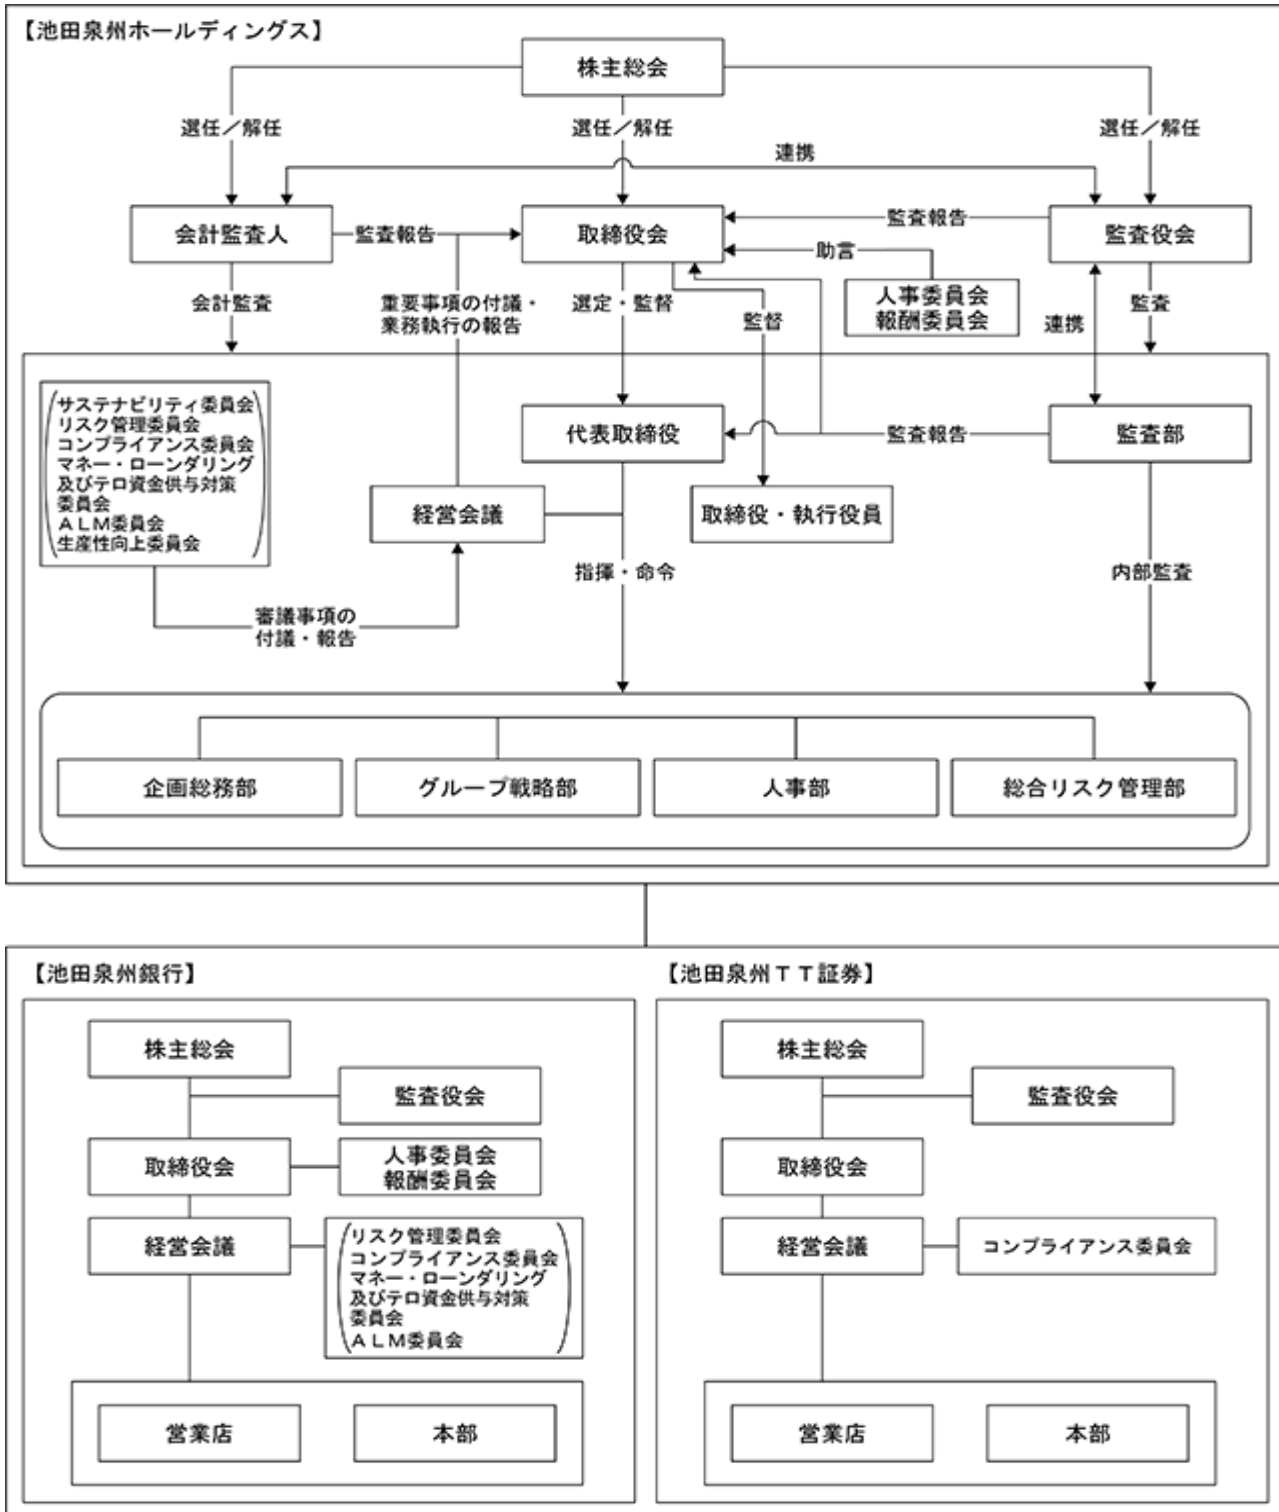 【池田泉州ホールディングス】
株主総会
選任／解任
選任／解任
選任／解任
連携
会計監査人
監査報告
取締役会
監査報告
監査役会
助言
人事委員会
報酬委員会
会計監査
重要事項の付議・
業務執行の報告
選定・監督
監督
連携
監査
サステナビリティ委員会
リスク管理委員会
コンプライアンス委員会
マネー・ローンダリング
及びテロ資金供与対策
委員会
ＡＬＭ委員会
生産性向上委員会
代表取締役
監査報告
監査部
経営会議
取締役・執行役員
指揮・命令
内部監査
審議事項の
付議・報告
企画総務部
グループ戦略部
人事部
総合リスク管理部
【池田泉州銀行】
株主総会
監査役会
取締役会
人事委員会
報酬委員会
経営会議
リスク管理委員会
コンプライアンス委員会
マネー・ローンダリング
及びテロ資金供与対策
委員会
ＡＬＭ委員会
営業店
本部
【池田泉州ＴＴ証券】
株主総会
監査役会
取締役会
経営会議
コンプライアンス委員会
営業店
本部